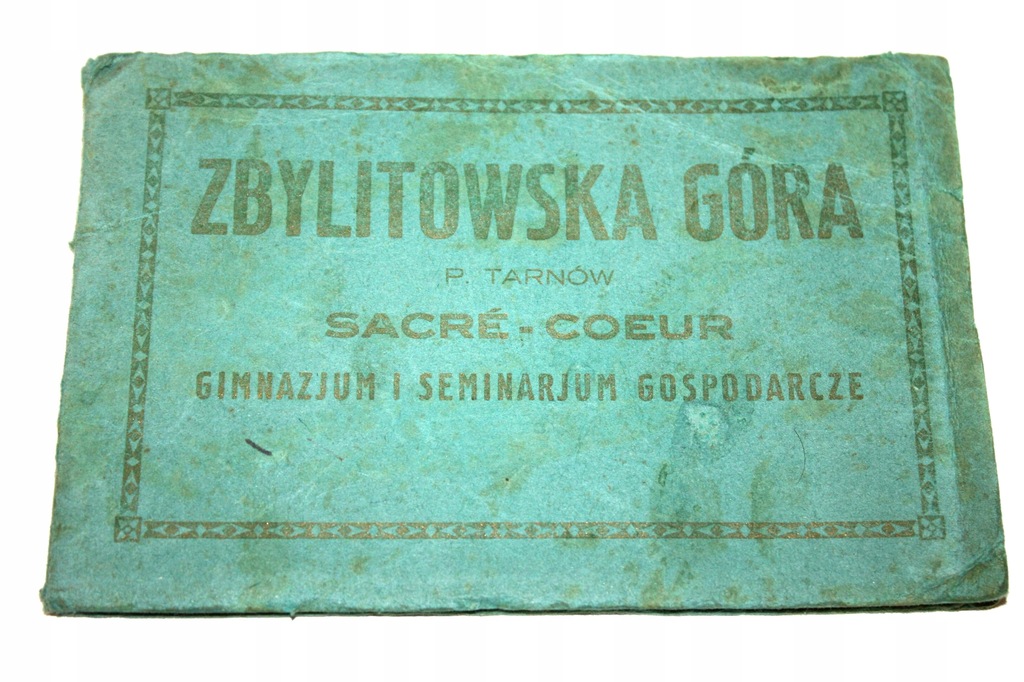 ZBYLITOWSKA GÓRA
P. TARNÓW
SACRÉ-COEUR
GIMNAZJUM I SEMINARJUM GOSPODARCZE